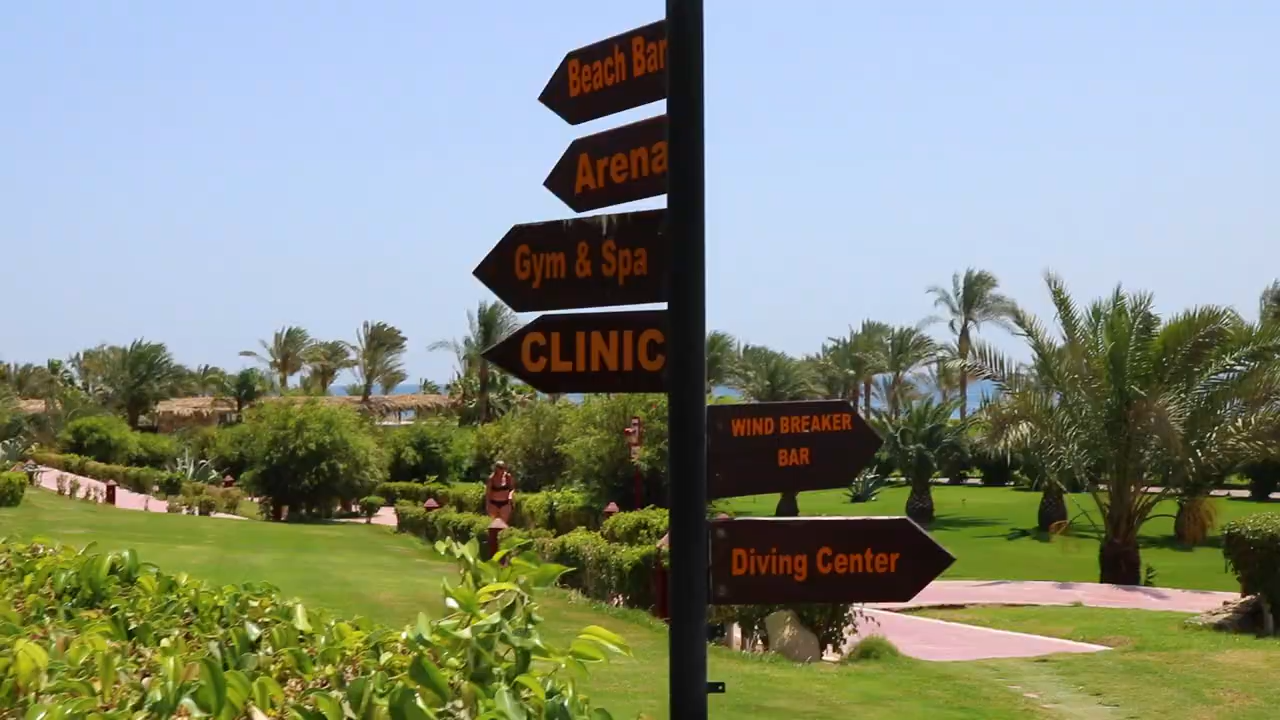 Beach Bar
Arena
Gym & Spa
CLINIC
WIND BREAKER
BAR
Diving Center